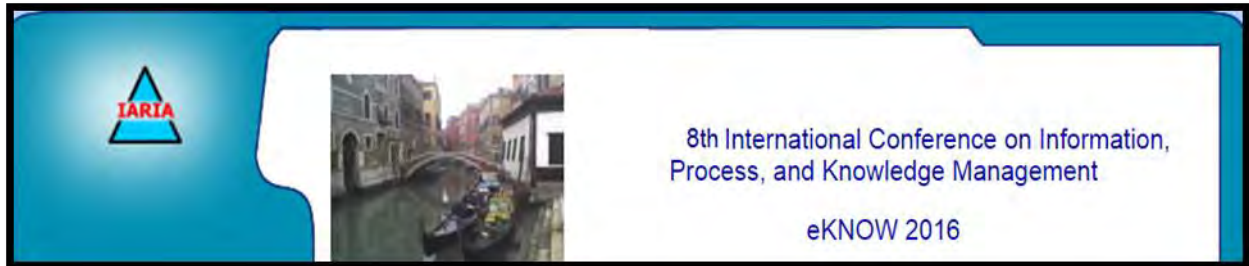 IARIA
8th International Conference on Information,
Process, and Knowledge Management
eKNOW 2016